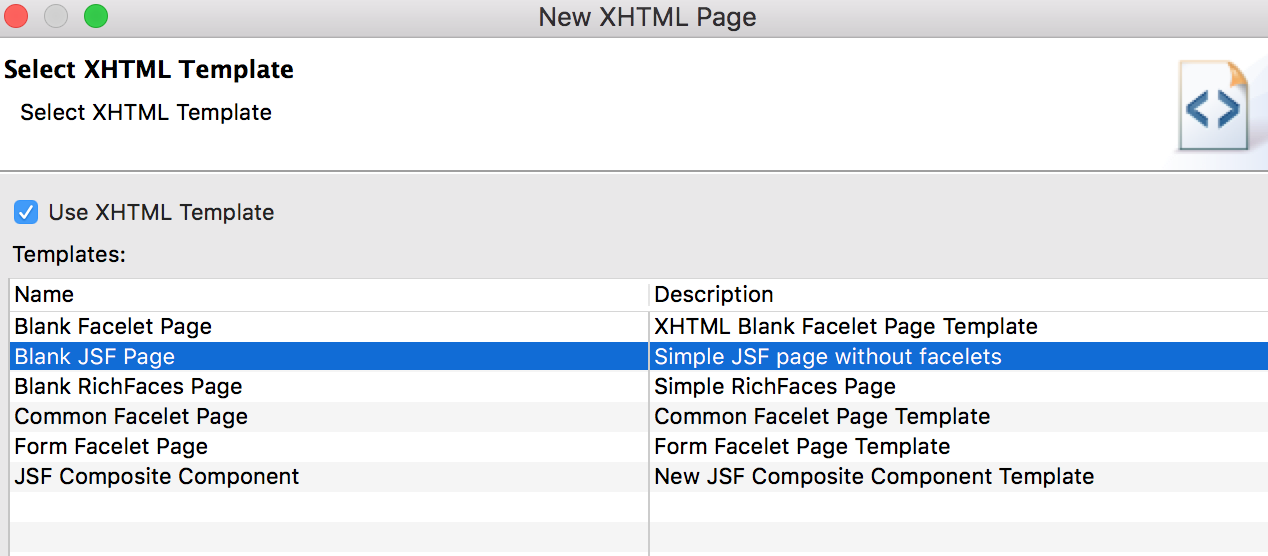 New XHTML Page
Select XHTML Template
Select XHTML Template
Use XHTML Template
Templates:
Name Description
Blank Facelet Page XHTML Blank Facelet Page Template
Blank JSF Page Simple JSF page without facelets
Blank RichFaces Page Simple RichFaces Page
Common Facelet Page Common Facelet Page Template
Form Facelet Page Form Facelet Page Template
JSF Composite Component New JSF Composite Component Template